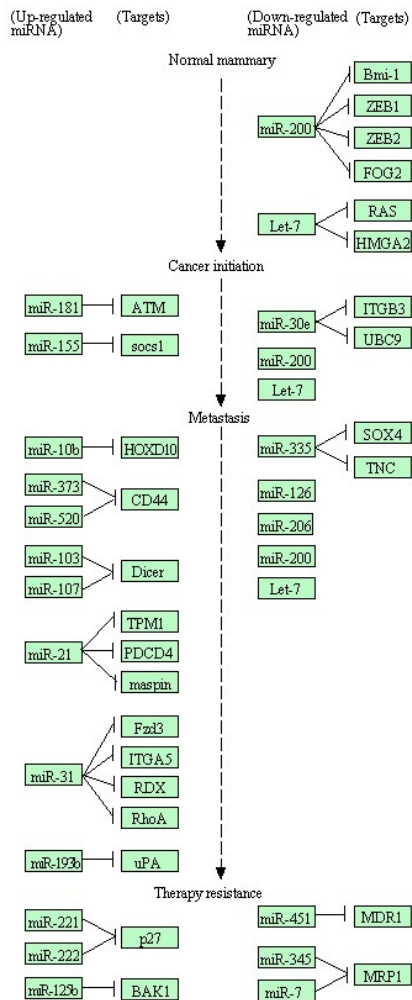 (Up-regulated (Targets) (Down-regulated (Targets)
miRNA) miRNA)
Normal mammary
Bmi-1
ZEB1
miR-200
ZEB2
FOG2
RAS
Let-7
HMGA2
Cancer initiation
miR-181 ATM
ITGB3
miR-30e
UBC9
miR-155 socs1
miR-200
Let-7
Metastasis
miR-10b HOXD10
SOX4
miR-335
TNC
miR-373
CD44
miR-520
miR-126
miR-206
miR-103
Dicer
miR-107
miR-200
Let-7
TPM1
miR-21 PDCD4
maspin
Fzd3
ITGA5
miR-31
RDX
RhoA
miR-193b uPA
Therapy resistance
miR-221
p27
miR-222
miR-451 MDR1
miR-345
MRP1
miR-7
miR-125b BAK1